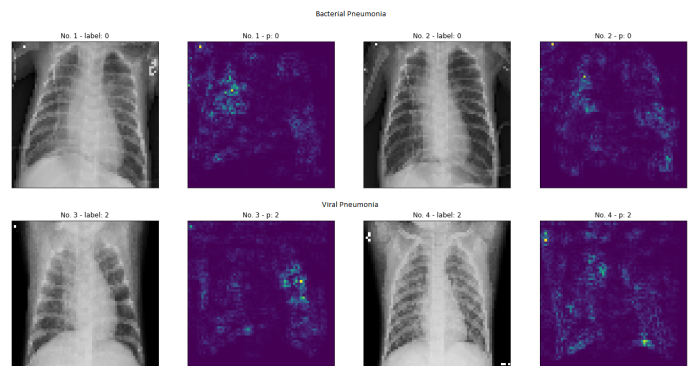 Bacterial Pneumonia
No. 1 - label: 0
No. 1 - p: 0
No. 2 - label: 0
No. 2 - p: 0
Viral Pneumonia
No. 3 - label: 2
No. 3 - p: 2
No. 4 - label: 2
No. 4 - p: 2